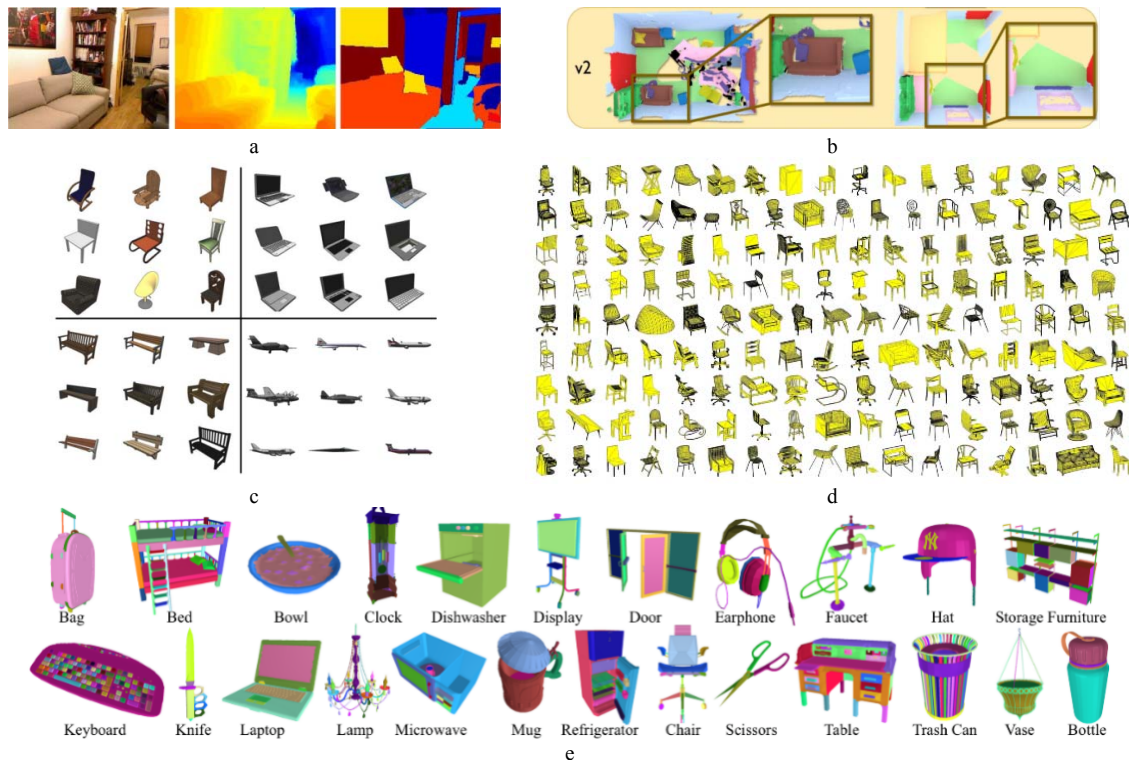 v2
a
b
c
d
Bag Bed Bowl Clock Dishwasher Display Door Earphone Faucet Hat Storage Furniture
Keyboard Knife Laptop Lamp Microwave Mug Refrigerator Chair Scissors Table Trash Can Vase Bottle
e